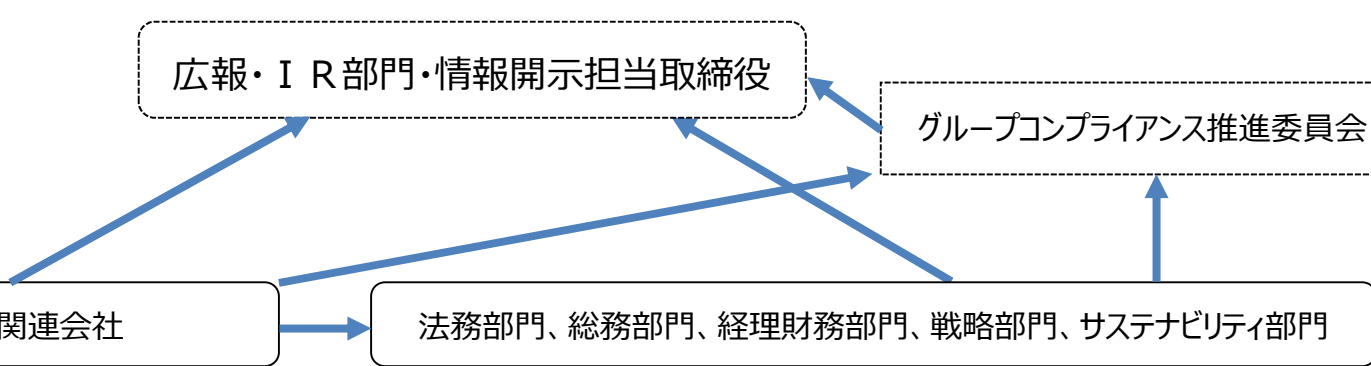 広報・ＩＲ部門・情報開示担当取締役
グループコンプライアンス推進委員会
関連会社
法務部門、総務部門、経理財務部門、戦略部門、サステナビリティ部門